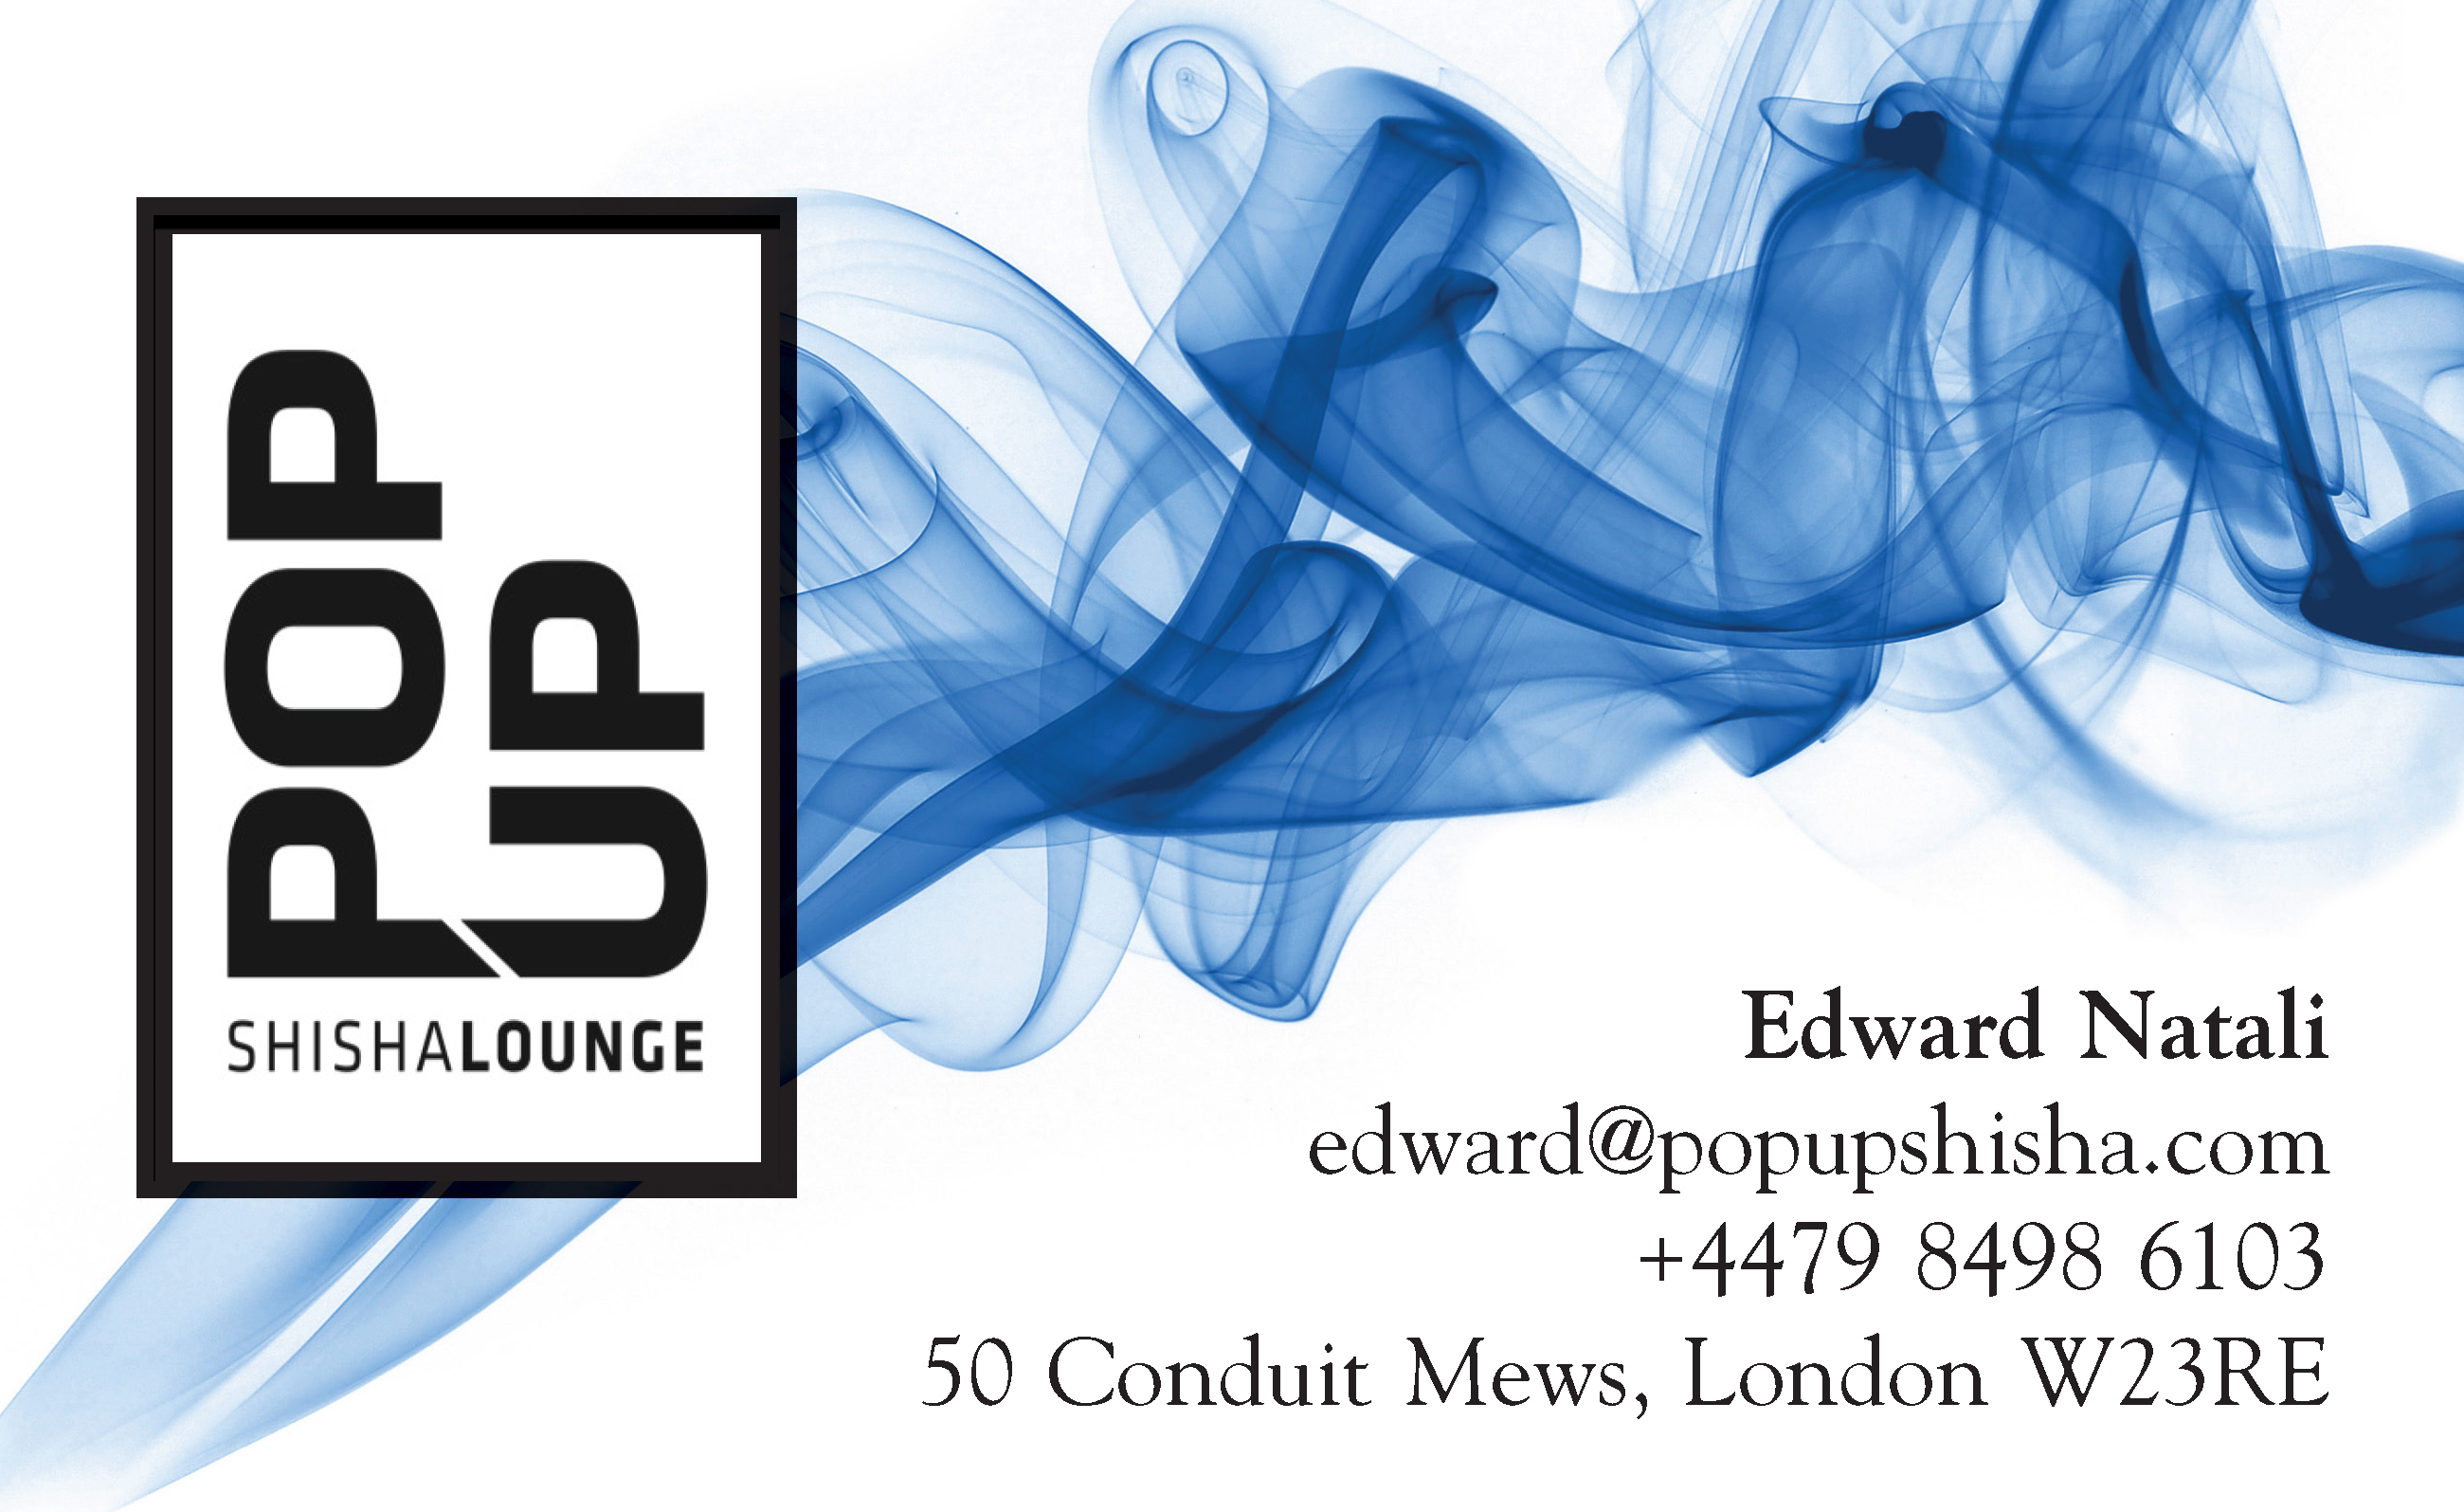 POP
UP
SHISHALOUNGE
Edward Natali
edward@popupshisha.com
+4479 8498 6103
50 Conduit Mews, London W23RE